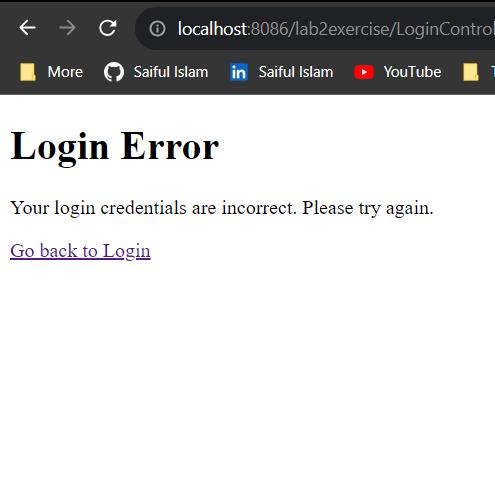 localhost:8086/lab2exercise/LoginControl
More Saiful Islam Saiful Islam YouTube
Login Error
Your login credentials are incorrect. Please try again.
Go back to Login